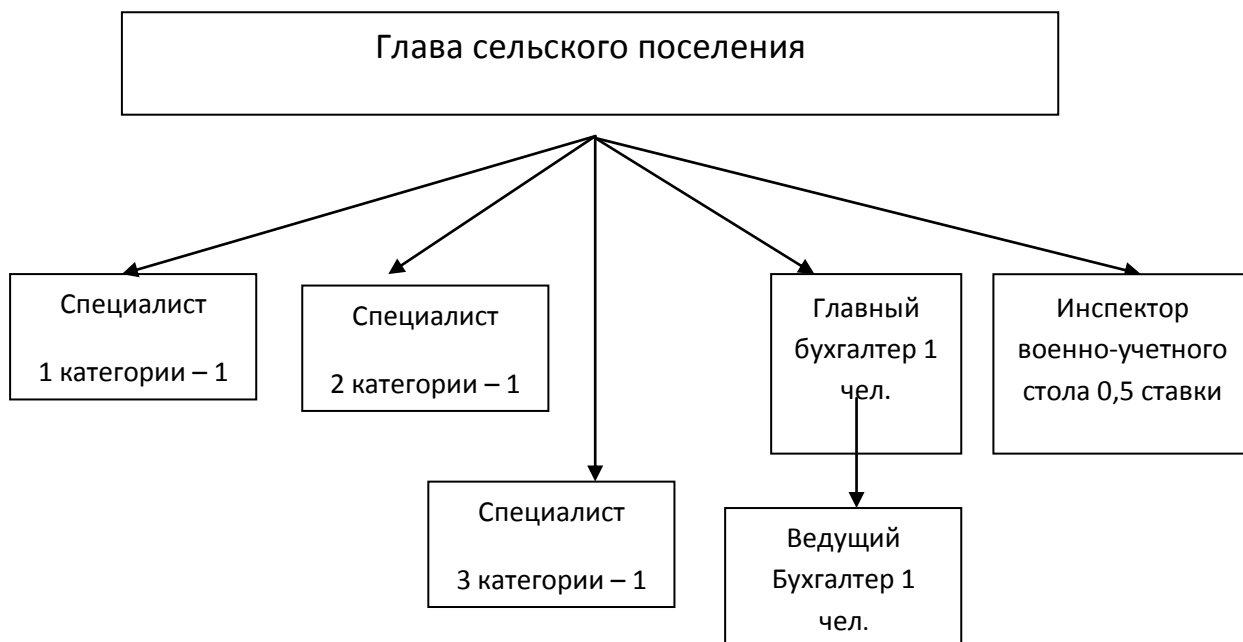 Глава сельского поселения
Специалист
1 категории – 1
Специалист
2 категории – 1
Главный
бухгалтер 1
чел.
Инспектор
военно-учетного
стола 0,5 ставки
Специалист
3 категории – 1
Ведущий
Бухгалтер 1
чел.